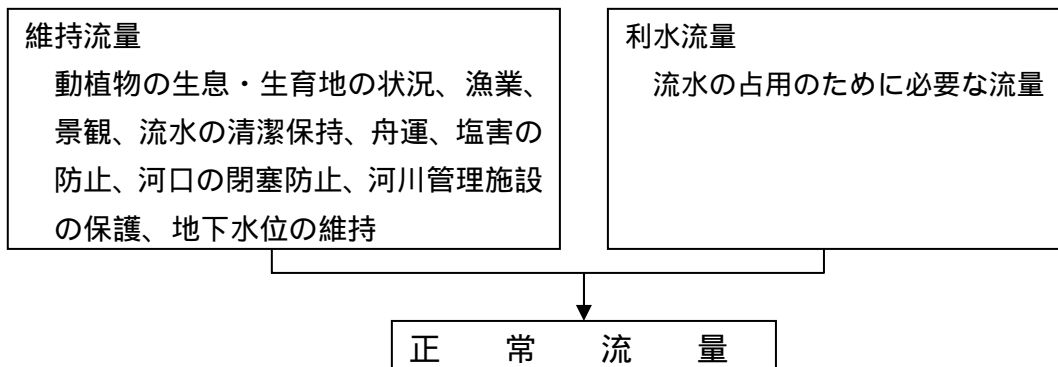 維持流量
動植物の生息・生育地の状況、漁業、
景観、流水の清潔保持、舟運、塩害の
防止、河口の閉塞防止、河川管理施設
の保護、地下水位の維持
利水流量
流水の占用のために必要な流量
正常流量